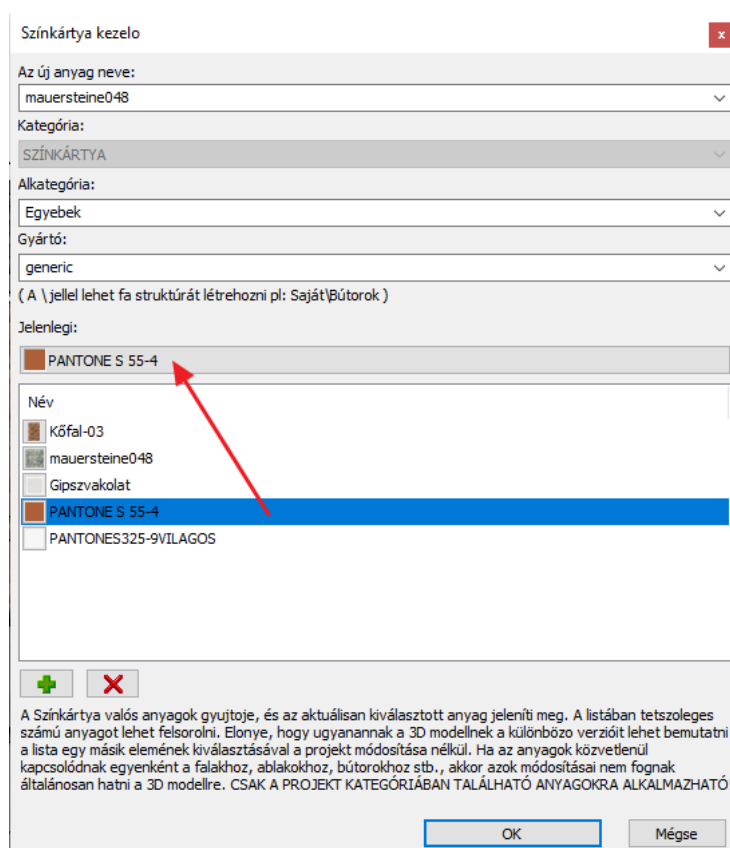 Színkártya kezelo
x
Az új anyag neve:
mauersteine048
Kategória:
SZÍNKÁRTYA
Alkategória:
Egyebek
Gyártó:
generic
( A \ jellel lehet fa struktúrát létrehozni pl: Saját\Bútorok )
Jelenlegi:
PANTONE S 55-4
Név
Kőfal-03
mauersteine048
Gipszvakolat
PANTONE S 55-4
PANTONES325-9VILAGOS
A Színkártya valós anyagok gyujtoje, és az aktuálisan kiválasztott anyag jeleníti meg. A listában tetszoleges
számú anyagot lehet felsorolni. Elonye, hogy ugyanannak a 3D modellnek a különbözo verzióit lehet bemutatni
a lista egy másik elemének kiválasztásával a projekt módosítása nélkül. Ha az anyagok közvetlenül
kapcsolódnak egyenként a falakhoz, ablakokhoz, bútorokhoz stb., akkor azok módosításai nem fognak
általánosan hatni a 3D modellre. CSAK A PROJEKT KATEGÓRIÁBAN TALÁLHATÓ ANYAGOKRA ALKALMAZHATÓ
OK Mégse